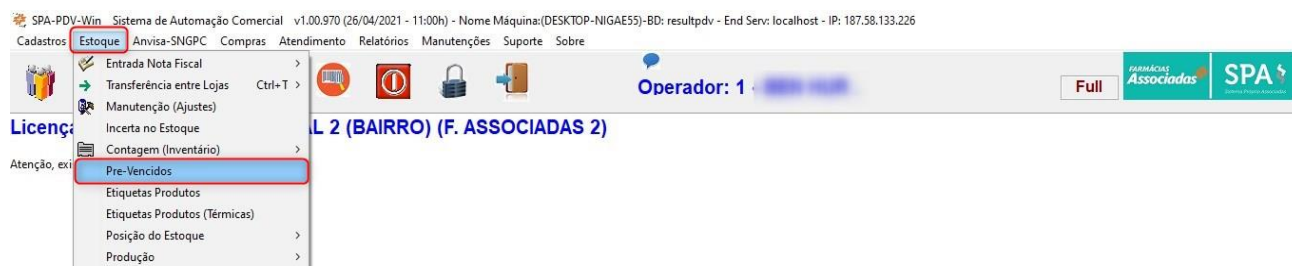 SPA-PDV-Win Sistema de Automação Comercial v1.00.970 (26/04/2021 - 11:00h) - Nome Máquina:(DESKTOP-NIGAE55)-BD: resultpdv - End Serv: localhost - IP: 187.58.133.226
Cadastros Estoque Anvisa-SNGPC Compras Atendimento Relatórios Manutenções Suporte Sobre
Entrada Nota Fiscal
Transferência entre Lojas Ctrl+T
Manutenção (Ajustes)
Incerta no Estoque
Contagem (Inventário)
Pre-Vencidos
Etiquetas Produtos
Etiquetas Produtos (Térmicas)
Posição do Estoque
Produção
Operador: 1 -
Full
FARMÁCIAS
Associadas
SPA
Licença
L 2 (BAIRRO) (F. ASSOCIADAS 2)
Atenção, exi